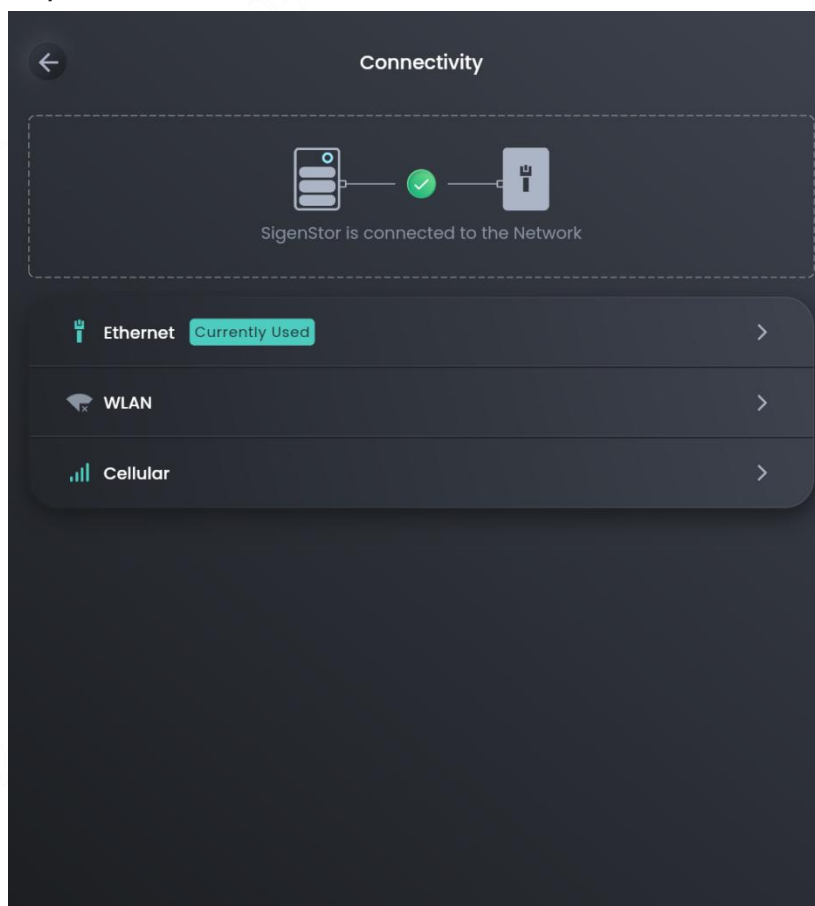 Connectivity
SigenStor is connected to the Network
Ethernet Currently Used
WLAN
Cellular